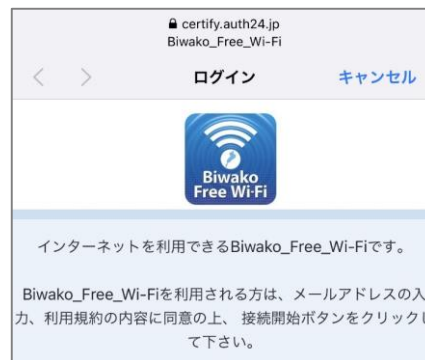 certify.auth24.jp
Biwako_Free_Wi-Fi
ログイン キャンセル
Biwako
Free Wi-Fi
インターネットを利用できるBiwako_Free_Wi-Fiです。
Biwako_Free_Wi-Fiを利用される方は、メールアドレスの入
力、利用規約の内容に同意の上、 接続開始ボタンをクリックし
て下さい。